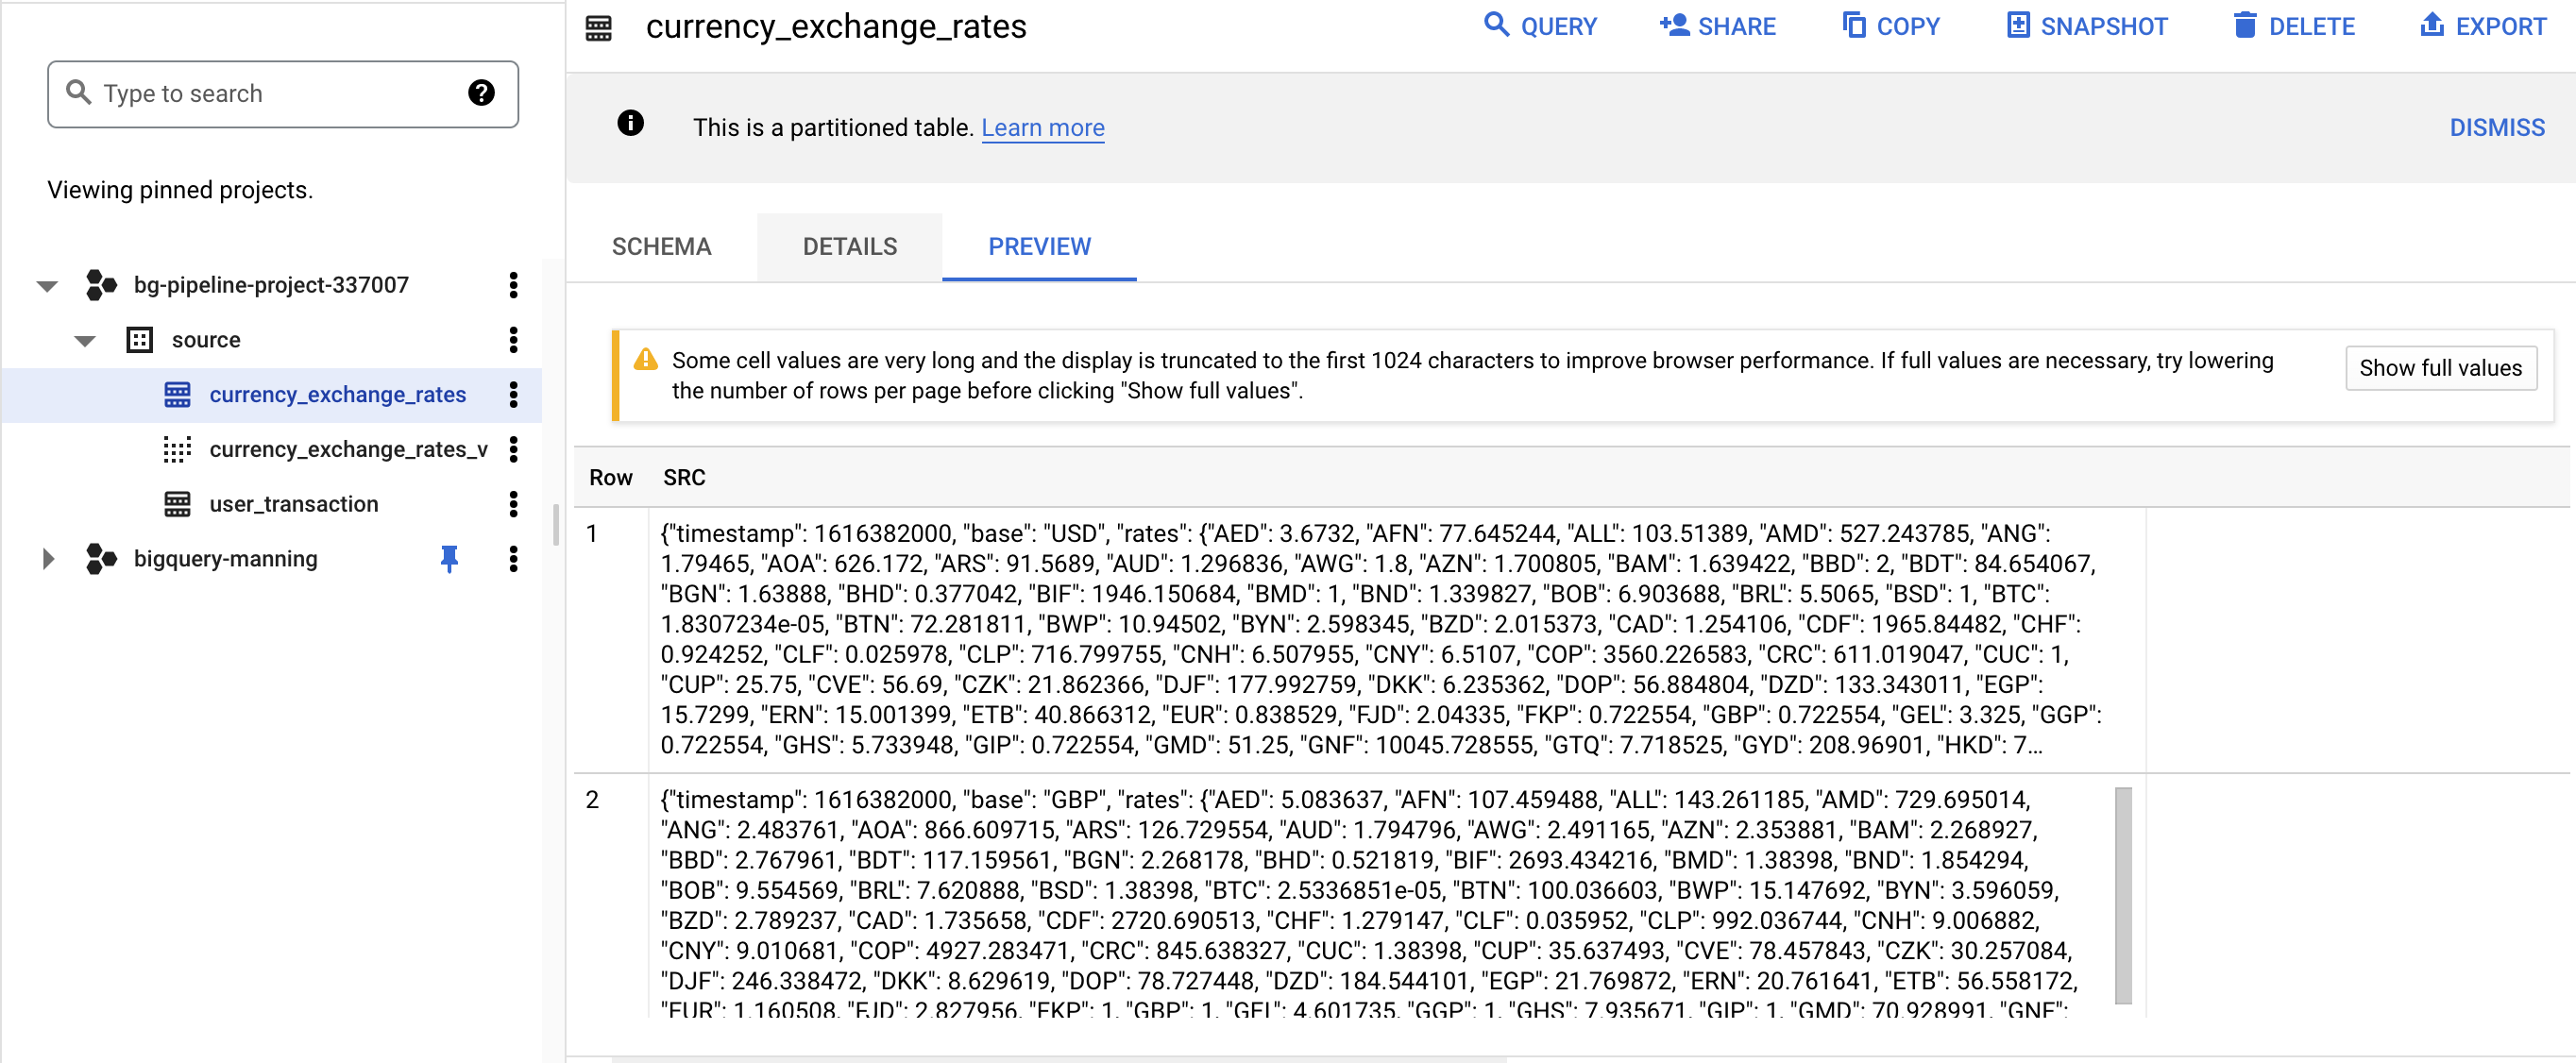 currency_exchange_rates
QUERY
SHARE
COPY
SNAPSHOT
DELETE
EXPORT
Type to search
This is a partitioned table. Learn more
DISMISS
Viewing pinned projects.
SCHEMA
DETAILS
PREVIEW
bg-pipeline-project-337007
source
currency_exchange_rates
currency_exchange_rates_v
user_transaction
bigquery-manning
Some cell values are very long and the display is truncated to the first 1024 characters to improve browser performance. If full values are necessary, try lowering
the number of rows per page before clicking "Show full values".
Show full values
Row SRC
1
{"timestamp": 1616382000, "base": "USD", "rates": {"AED": 3.6732, "AFN": 77.645244, "ALL": 103.51389, "AMD": 527.243785, "ANG":
1.79465, "AOA": 626.172, "ARS": 91.5689, "AUD": 1.296836, "AWG": 1.8, "AZN": 1.700805, "BAM": 1.639422, "BBD": 2, "BDT": 84.654067,
"BGN": 1.63888, "BHD": 0.377042, "BIF": 1946.150684, "BMD": 1, "BND": 1.339827, "BOB": 6.903688, "BRL": 5.5065, "BSD": 1, "BTC":
1.8307234e-05, "BTN": 72.281811, "BWP": 10.94502, "BYN": 2.598345, "BZD": 2.015373, "CAD": 1.254106, "CDF": 1965.84482, "CHF":
0.924252, "CLF": 0.025978, "CLP": 716.799755, "CNH": 6.507955, "CNY": 6.5107, "COP": 3560.226583, "CRC": 611.019047, "CUC": 1,
"CUP": 25.75, "CVE": 56.69, "CZK": 21.862366, "DJF": 177.992759, "DKK": 6.235362, "DOP": 56.884804, "DZD": 133.343011, "EGP":
15.7299, "ERN": 15.001399, "ETB": 40.866312, "EUR": 0.838529, "FJD": 2.04335, "FKP": 0.722554, "GBP": 0.722554, "GEL": 3.325, "GGP":
0.722554, "GHS": 5.733948, "GIP": 0.722554, "GMD": 51.25, "GNF": 10045.728555, "GTQ": 7.718525, "GYD": 208.96901, "HKD": 7...
2
{"timestamp": 1616382000, "base": "GBP", "rates": {"AED": 5.083637, "AFN": 107.459488, "ALL": 143.261185, "AMD": 729.695014,
"ANG": 2.483761, "AOA": 866.609715, "ARS": 126.729554, "AUD": 1.794796, "AWG": 2.491165, "AZN": 2.353881, "BAM": 2.268927,
"BBD": 2.767961, "BDT": 117.159561, "BGN": 2.268178, "BHD": 0.521819, "BIF": 2693.434216, "BMD": 1.38398, "BND": 1.854294,
"BOB": 9.554569, "BRL": 7.620888, "BSD": 1.38398, "BTC": 2.5336851e-05, "BTN": 100.036603, "BWP": 15.147692, "BYN": 3.596059,
"BZD": 2.789237, "CAD": 1.735658, "CDF": 2720.690513, "CHF": 1.279147, "CLF": 0.035952, "CLP": 992.036744, "CNH": 9.006882,
"CNY": 9.010681, "COP": 4927.283471, "CRC": 845.638327, "CUC": 1.38398, "CUP": 35.637493, "CVE": 78.457843, "CZK": 30.257084,
"DJF": 246.338472, "DKK": 8.629619, "DOP": 78.727448, "DZD": 184.544101, "EGP": 21.769872, "ERN": 20.761641, "ETB": 56.558172,
"EUR": 1.160508, "FJD": 2.827956, "FKP": 1, "GBP": 1, "GEL": 4.601735, "GGP": 1, "GHS": 7.935671, "GIP": 1, "GMD": 70.928991, "GNF":